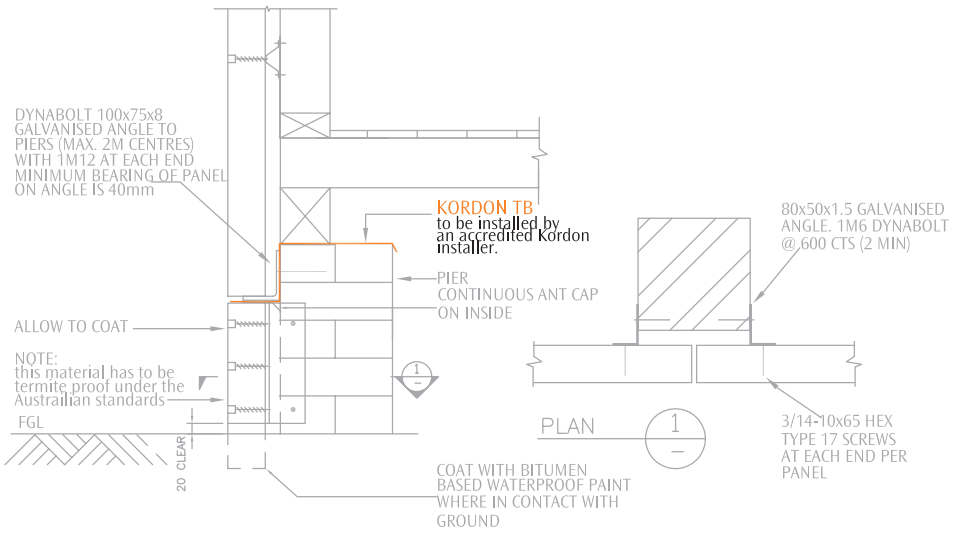 DYNABOLT 100x75x8
GALVANISED ANGLE TO
PIERS (MAX. 2M CENTRES)
WITH 1M12 AT EACH END
MINIMUM BEARING OF PANEL
ON ANGLE IS 40mm
KORDON TB
to be installed by
an accredited Kordon
installer.
80x50x1.5 GALVANISED
ANGLE. 1M6 DYNABOLT
@ 600 CTS (2 MIN)
PIER
CONTINUOUS ANT CAP
ON INSIDE
ALLOW TO COAT
NOTE:
this material has to be
termite proof under the
Austrailian standards
1
–
FGL
20 CLEAR
PLAN
1
–
3/14-10x65 HEX
TYPE 17 SCREWS
AT EACH END PER
PANEL
COAT WITH BITUMEN
BASED WATERPROOF PAINT
WHERE IN CONTACT WITH
GROUND